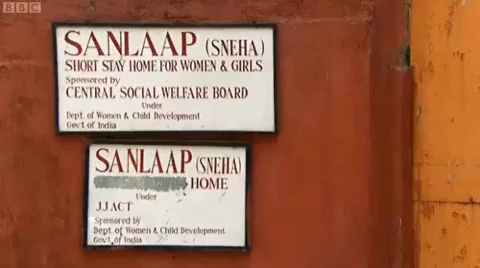 BBC
SANLAAP (SNEHA)
SHORT STAY HOME FOR WOMEN & GIRLS
Sponsored by
CENTRAL SOCIAL WELFARE BOARD
Under
Dept. of Women & Child Development
Govt. of India
SANLAAP (SNEHA)
HOME
Under
J.J.ACT
Sponsored by
Dept. of Women & Child Development
Govt. of India